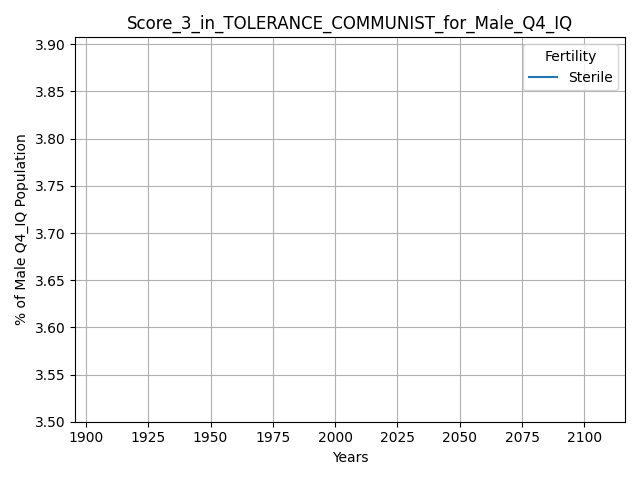 Score_3_in_TOLERANCE_COMMUNIST_for_Male_Q4_IQ
Fertility
Sterile
% of Male Q4_IQ Population
3.90
3.85
3.80
3.75
3.70
3.65
3.60
3.55
3.50
1900 1925 1950 1975 2000 2025 2050 2075 2100
Years